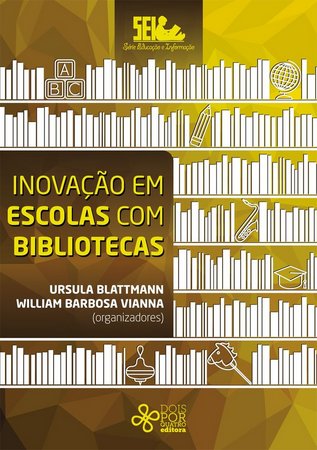 SEI
Série Educação e Informação
A
B C
INOVAÇÃO EM
ESCOLAS COM
BIBLIOTECAS
URSULA BLATTMANN
WILLIAM BARBOSA VIANNA
(organizadores)
DOIS
POR
QUATRO
editora